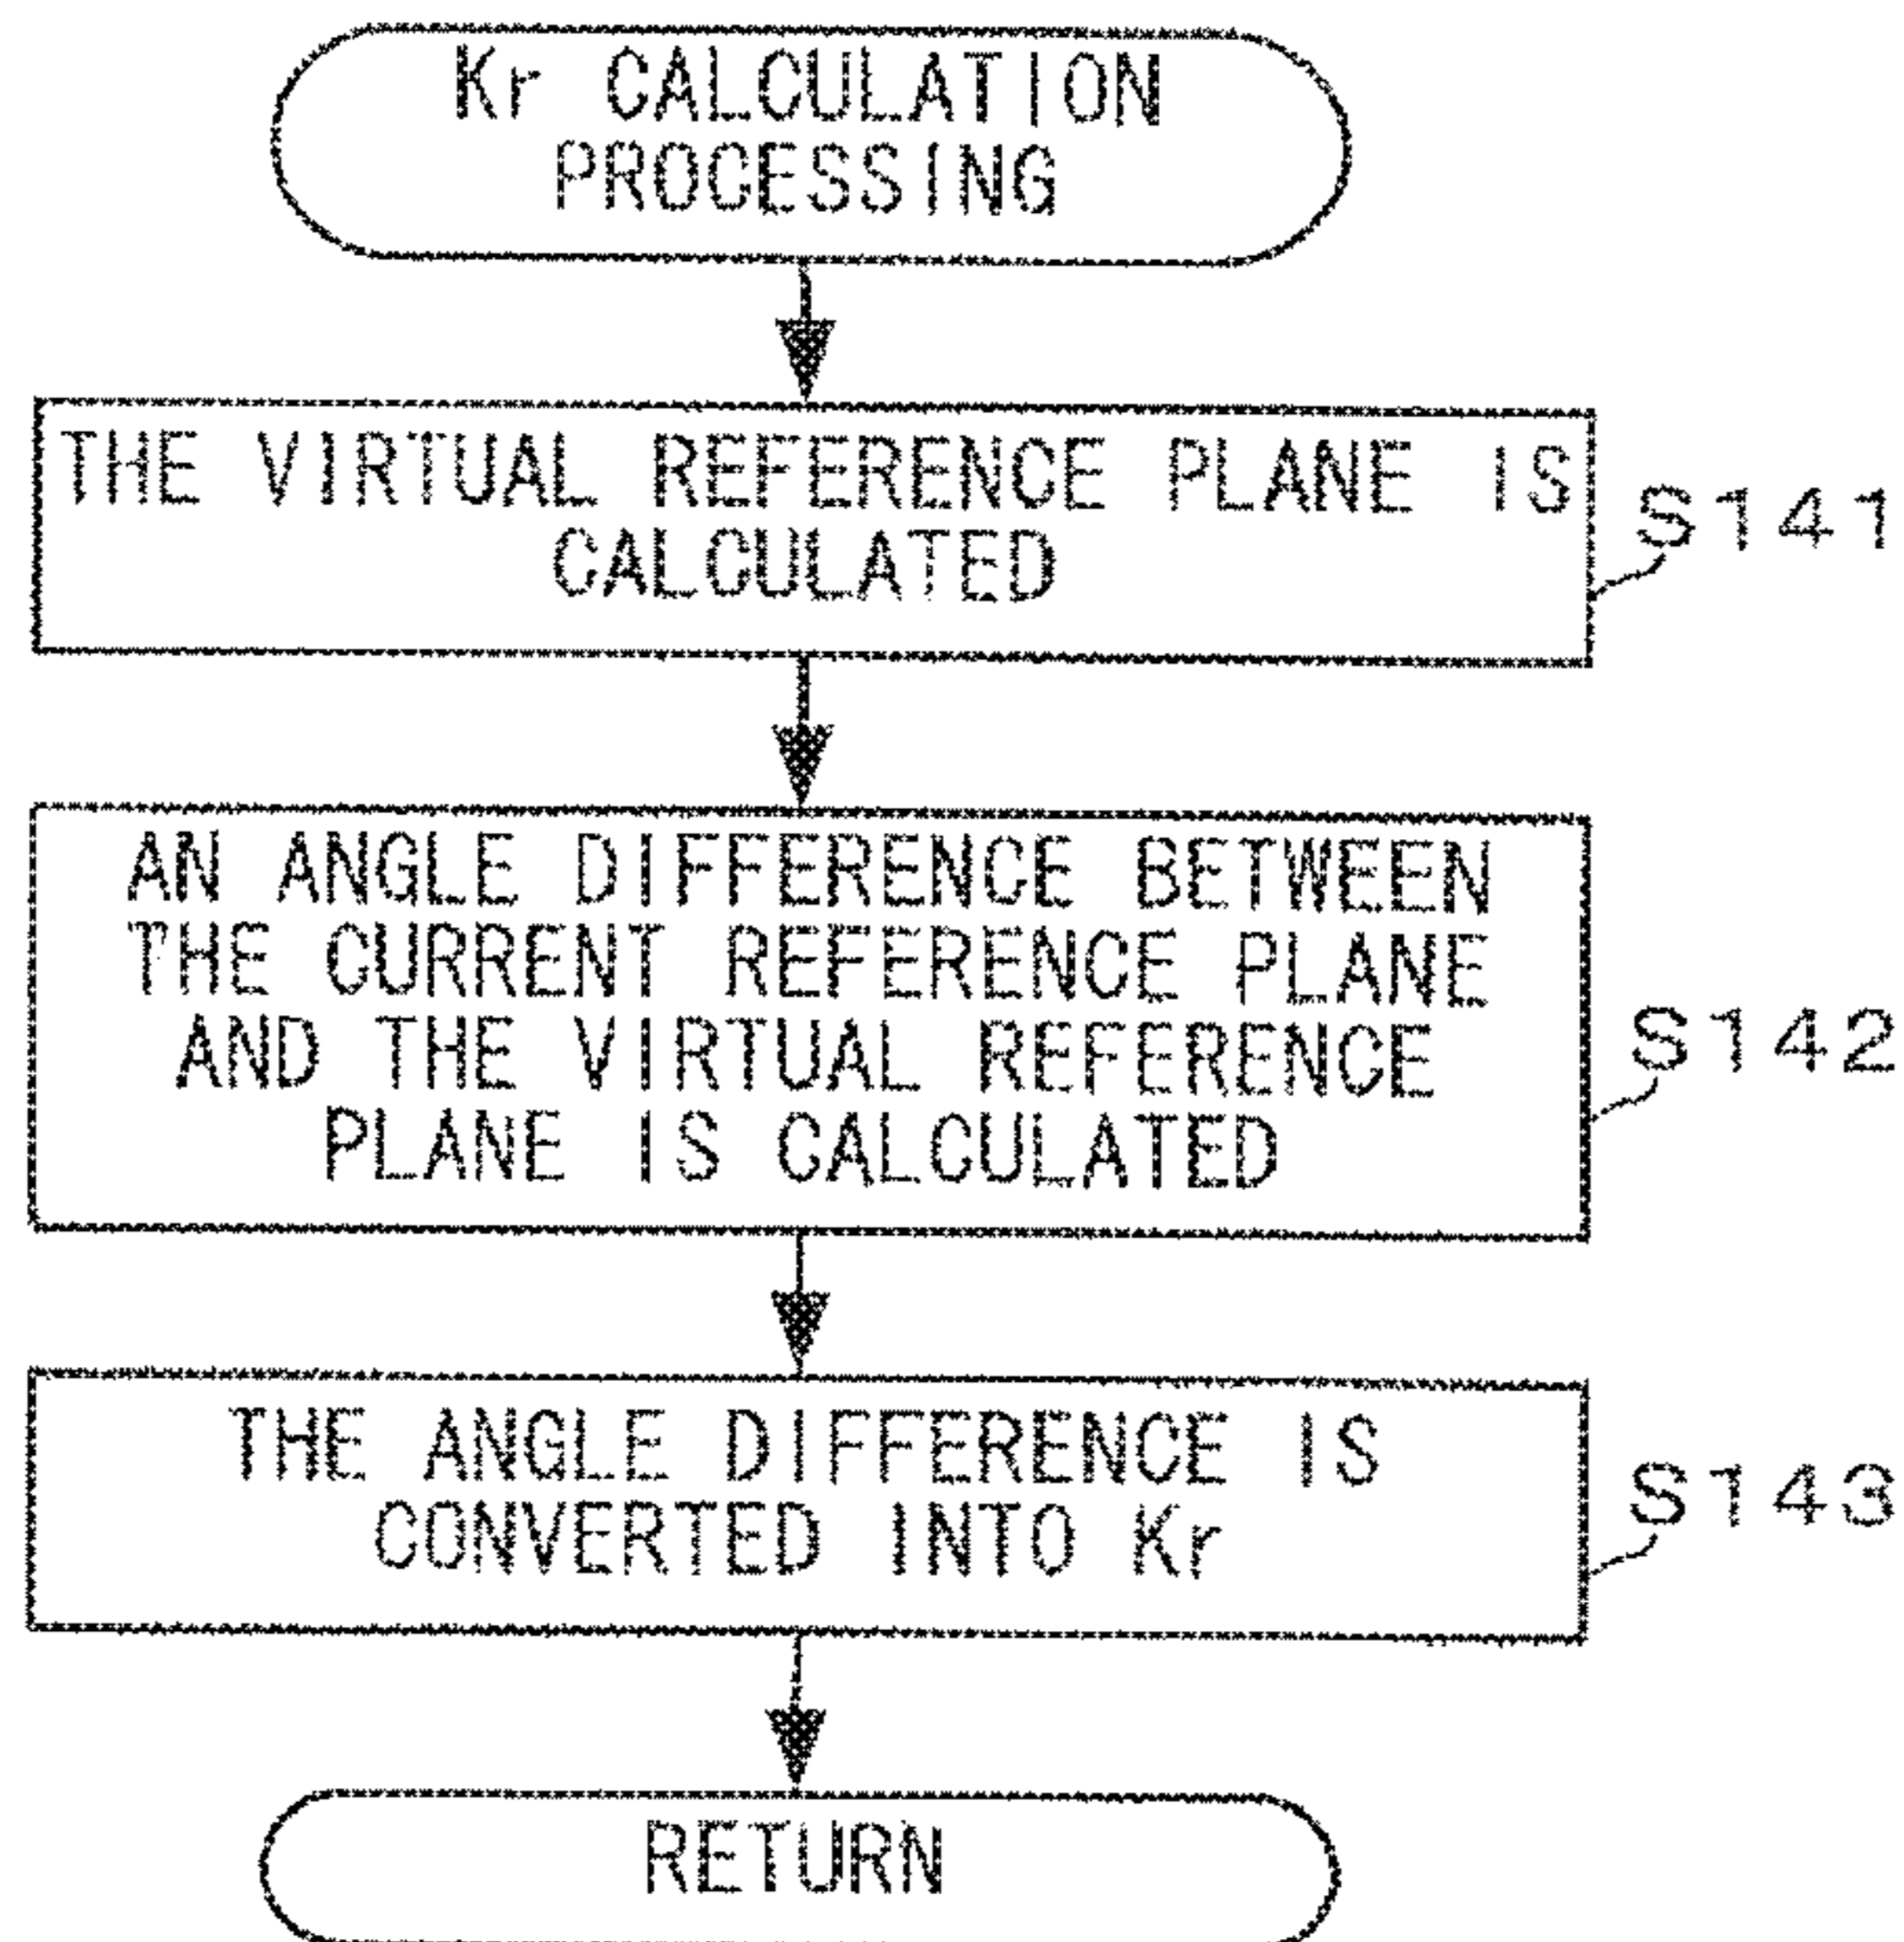 Kr CALCULATION
PROCESSING
THE VIRTUAL REFERENCE PLANE IS
CALCULATED
S141
AN ANGLE DIFFERENCE BETWEEN
THE CURRENT REFERENCE PLANE
AND THE VIRTUAL REFERENCE
PLANE IS CALCULATED
S142
THE ANGLE DIFFERENCE IS
CONVERTED INTO Kr
S143
RETURN